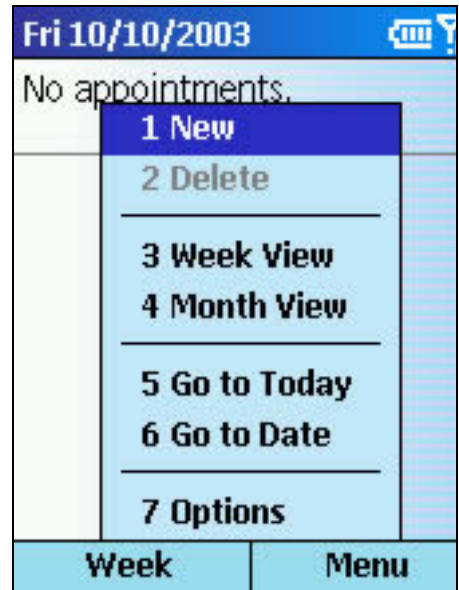 Fri 10/10/2003
No appointments.
1 New
2 Delete
3 Week View
4 Month View
5 Go to Today
6 Go to Date
7 Options
Week Menu